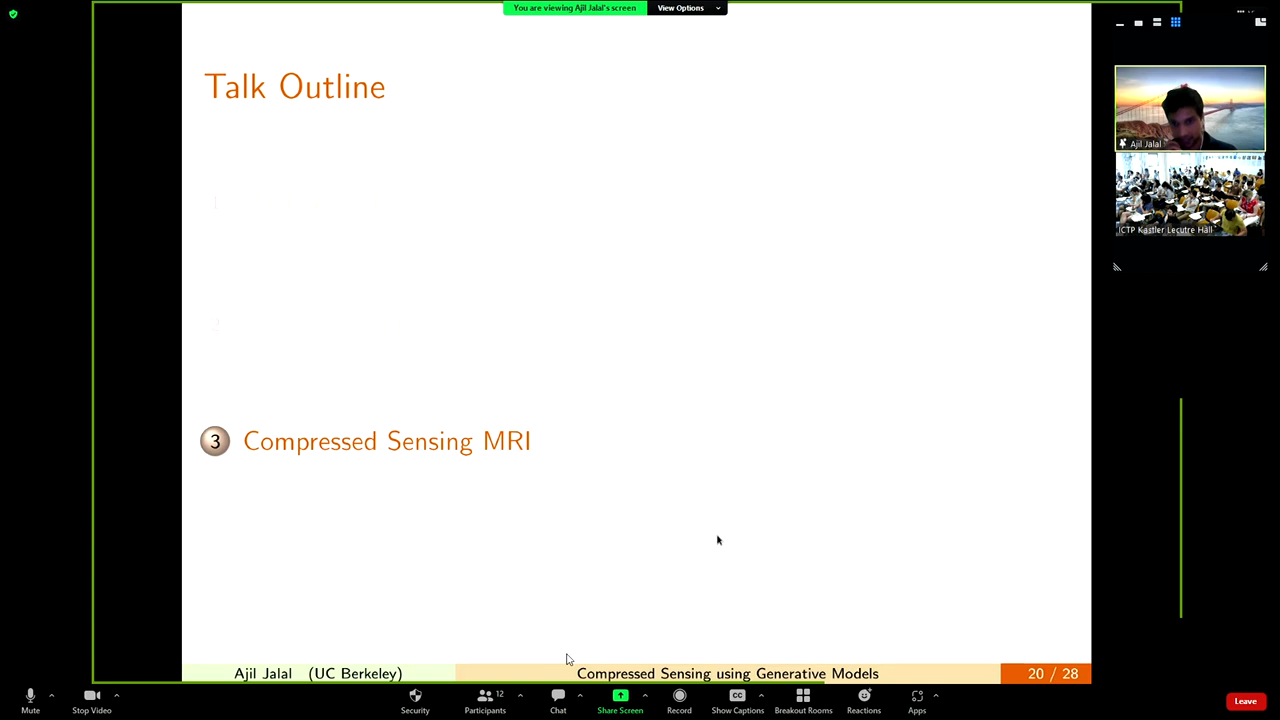 You are viewing Ajil Jalal's screen
View Options
Talk Outline
Ajil Jalal
ICTP Kastler Lecutre Hall
3 Compressed Sensing MRI
Ajil Jalal (UC Berkeley)
Compressed Sensing using Generative Models
20 / 28
Mute
Stop Video
Security
Participants
12
Chat
Share Screen
Record
CC
Show Captions
Breakout Rooms
Reactions
Apps
Leave